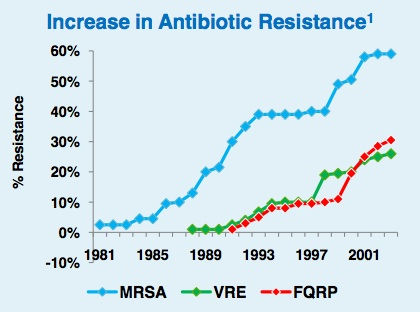 Increase in Antibiotic Resistance1
60%
50%
40%
30%
20%
10%
0%
-10%
% Resistance
1981 1985 1989 1993 1997 2001
MRSA VRE FQRP